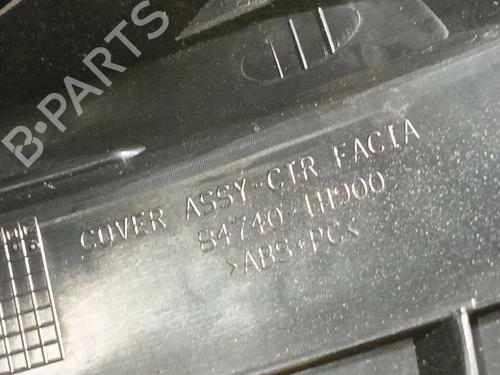 B-PARTS
COVER ASSY-CTR FACIA
84740-1H900
>ABS+PC<